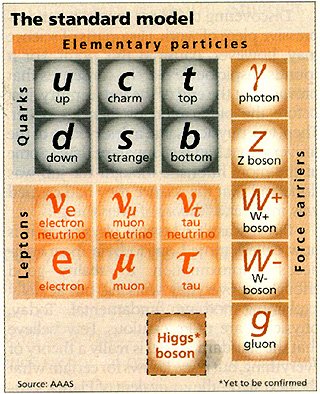 The standard model
Elementary particles
Quarks
u
up
c
charm
t
top
d
down
s
strange
b
bottom
Leptons
νe
electron
neutrino
νμ
muon
neutrino
ντ
tau
neutrino
e
electron
μ
muon
τ
tau
Force carriers
γ
photon
Z
Z boson
W+
W+
boson
W-
W-
boson
g
gluon
Higgs*
boson
Source: AAAS
*Yet to be confirmed